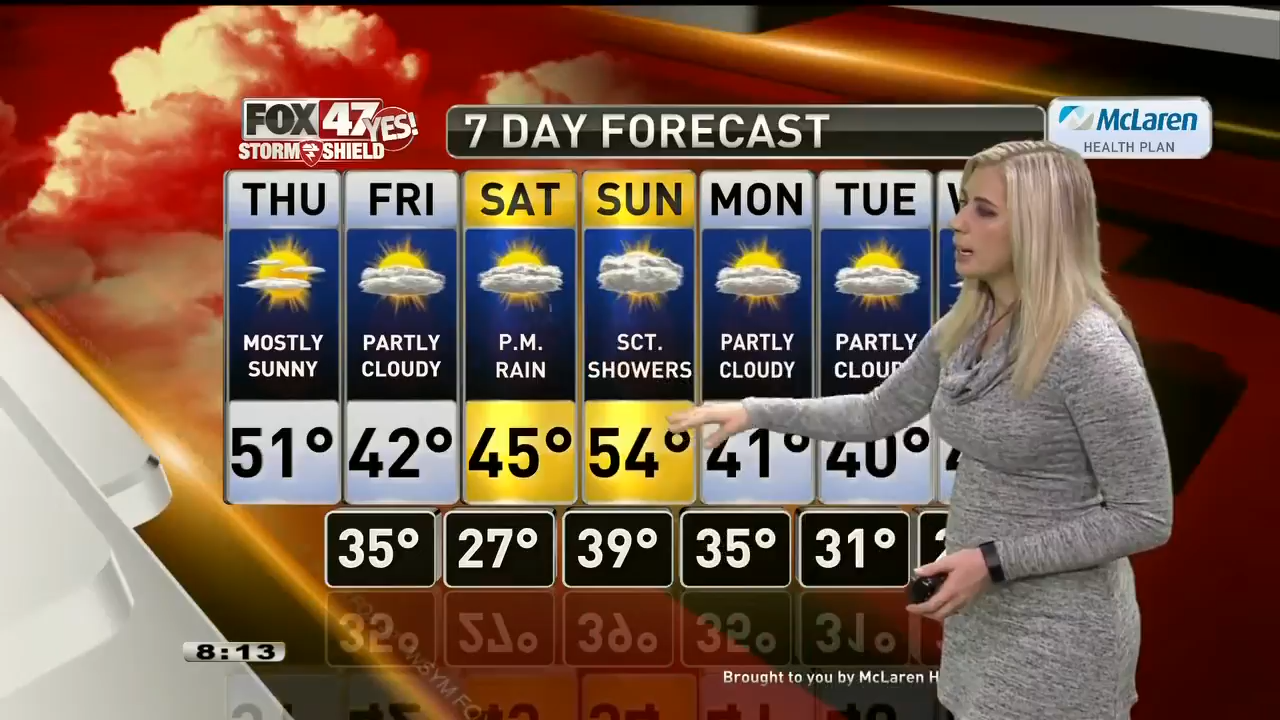 FOX 47 YES!
STORM SHIELD
7 DAY FORECAST
McLaren
HEALTH PLAN
THU FRI SAT SUN MON TUE
MOSTLY SUNNY
PARTLY CLOUDY
P.M. RAIN
SCT. SHOWERS
PARTLY CLOUDY
PARTLY
51° 42° 45° 54° 41° 40°
35° 27° 39° 35° 31°
8:13
Brought to you by McLaren H